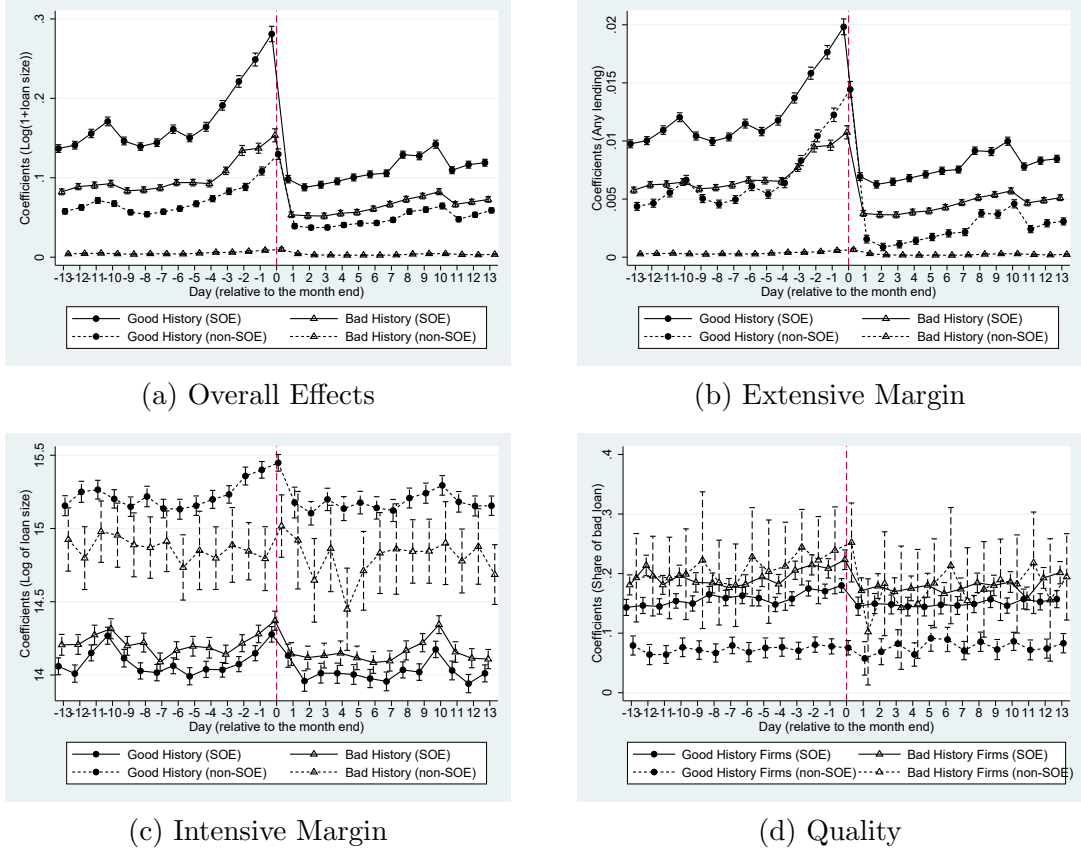 Coefficients (Log(1+loan size))
.3
.2
.1
0
-13 -12 -11 -10 -9 -8 -7 -6 -5 -4 -3 -2 -1 0 1 2 3 4 5 6 7 8 9 10 11 12 13
Day (relative to the month end)
Good History (SOE) Bad History (SOE)
Good History (non-SOE) Bad History (non-SOE)
(a) Overall Effects
Coefficients (Any lending)
.02
.015
.01
.005
0
-13 -12 -11 -10 -9 -8 -7 -6 -5 -4 -3 -2 -1 0 1 2 3 4 5 6 7 8 9 10 11 12 13
Day (relative to the month end)
Good History (SOE) Bad History (SOE)
Good History (non-SOE) Bad History (non-SOE)
(b) Extensive Margin
Coefficients (Log of loan size)
15.5
15
14.5
14
-13 -12 -11 -10 -9 -8 -7 -6 -5 -4 -3 -2 -1 0 1 2 3 4 5 6 7 8 9 10 11 12 13
Day (relative to the month end)
Good History (SOE) Bad History (SOE)
Good History (non-SOE) Bad History (non-SOE)
(c) Intensive Margin
Coefficients (Share of bad loan)
.4
.3
.2
.1
0
-13 -12 -11 -10 -9 -8 -7 -6 -5 -4 -3 -2 -1 0 1 2 3 4 5 6 7 8 9 10 11 12 13
Day (relative to the month end)
Good History Firms (SOE) Bad History Firms (SOE)
Good History Firms (non-SOE) Bad History Firms (non-SOE)
(d) Quality